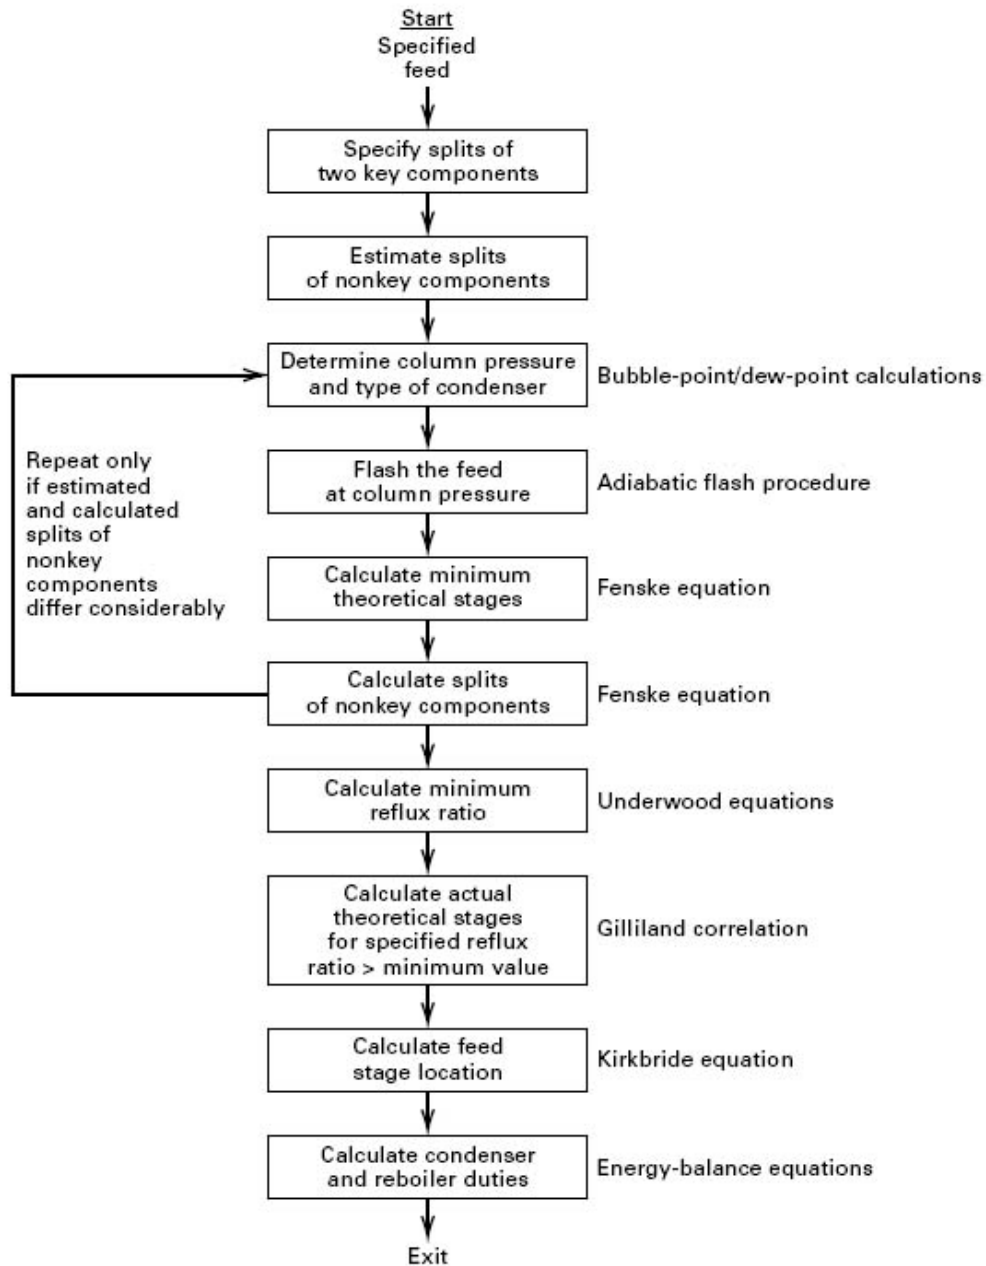 Start
Specified
feed
Specify splits of
two key components
Estimate splits
of nonkey components
Determine column pressure
and type of condenser
Bubble-point/dew-point calculations
Repeat only
if estimated
and calculated
splits of
nonkey
components
differ considerably
Flash the feed
at column pressure
Adiabatic flash procedure
Calculate minimum
theoretical stages
Fenske equation
Calculate splits
of nonkey components
Fenske equation
Calculate minimum
reflux ratio
Underwood equations
Calculate actual
theoretical stages
for specified reflux
ratio > minimum value
Gilliland correlation
Calculate feed
stage location
Kirkbride equation
Calculate condenser
and reboiler duties
Energy-balance equations
Exit